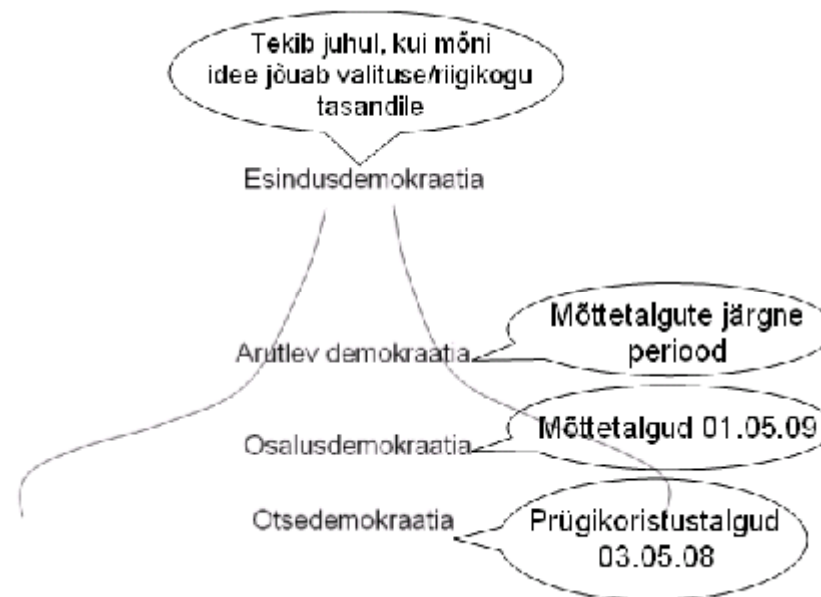 Tekib juhul, kui mõni
idee jõuab valituse/riigikogu
tasandile
Esindusdemokraatia
Mõttetalgute järgne
periood
Arutlev demokraatia
Mõttetalgud 01.05.09
Osalusdemokraatia
Otsedemokraatia
Prügikoristustalgud
03.05.08